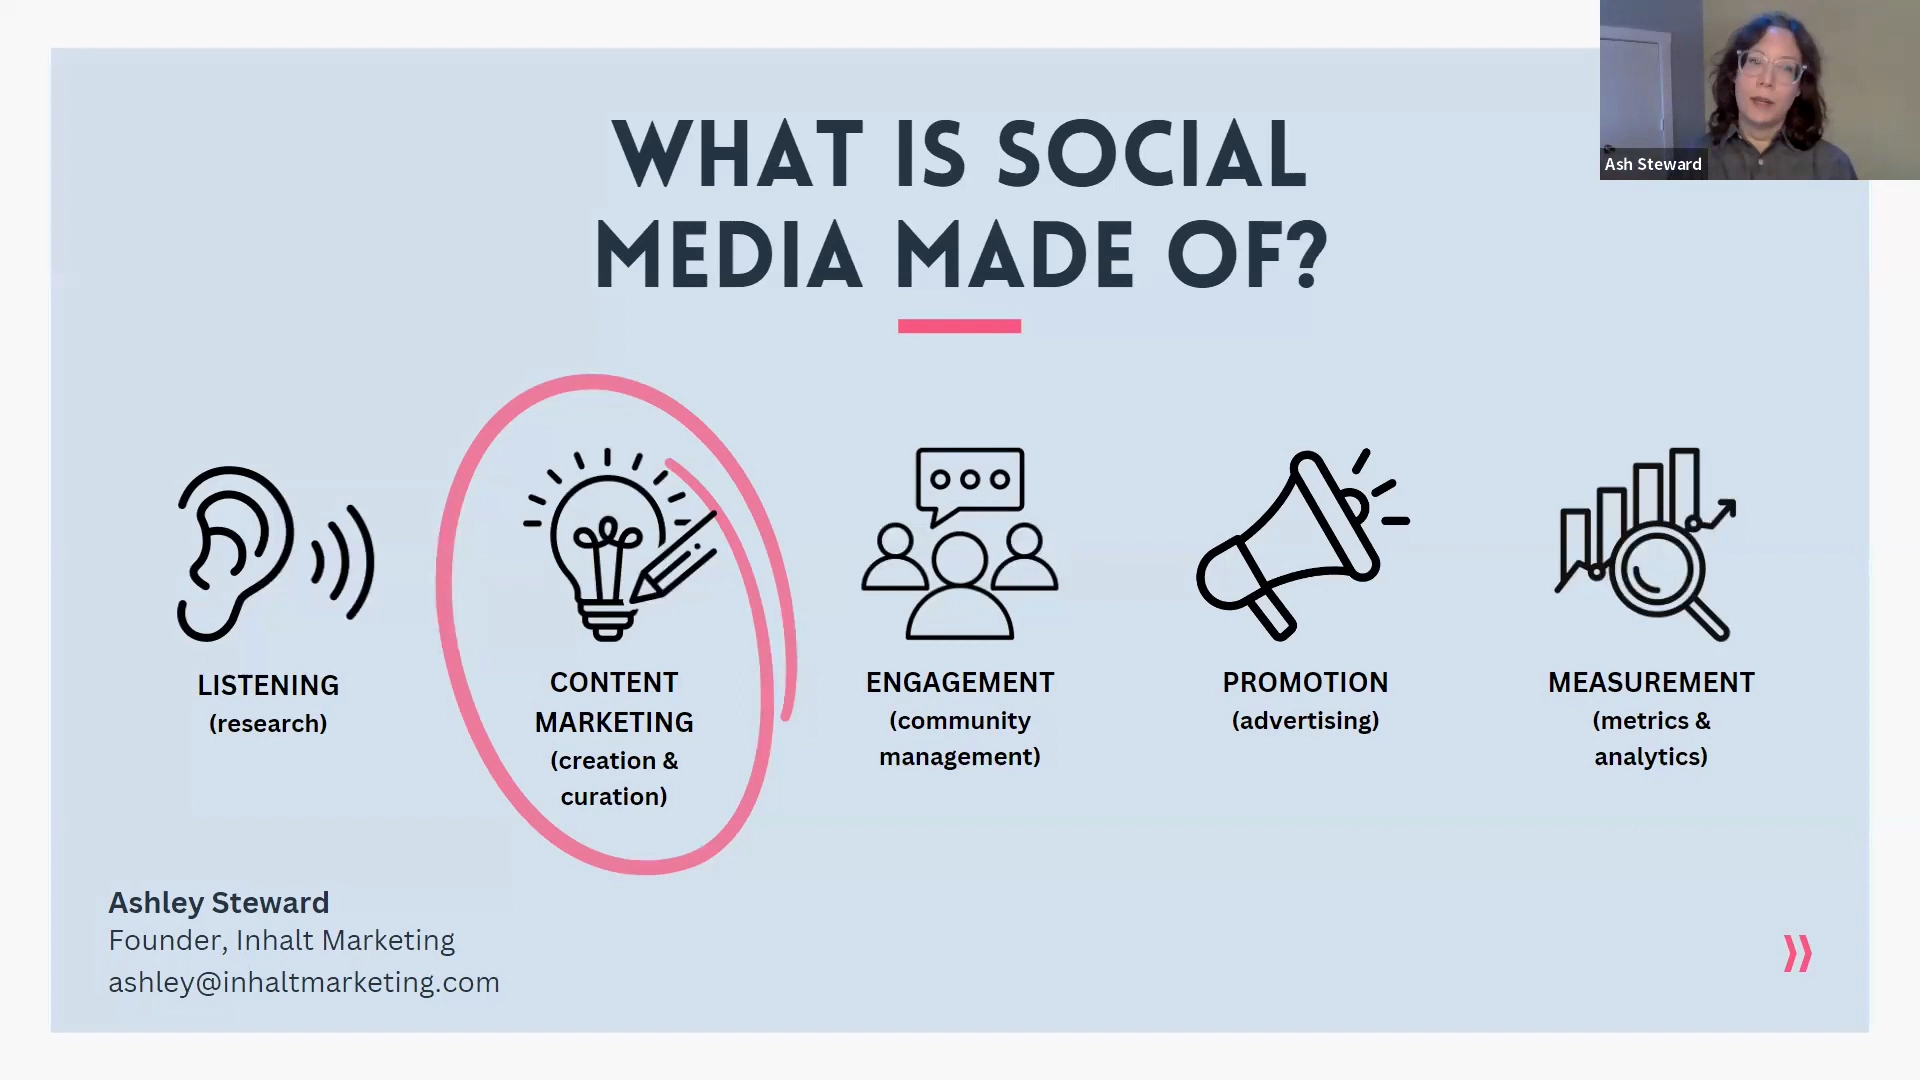 WHAT IS SOCIAL
MEDIA MADE OF?
Ash Steward
LISTENING
(research)
CONTENT
MARKETING
(creation &
curation)
ENGAGEMENT
(community
management)
PROMOTION
(advertising)
MEASUREMENT
(metrics &
analytics)
Ashley Steward
Founder, Inhalt Marketing
ashley@inhaltmarketing.com